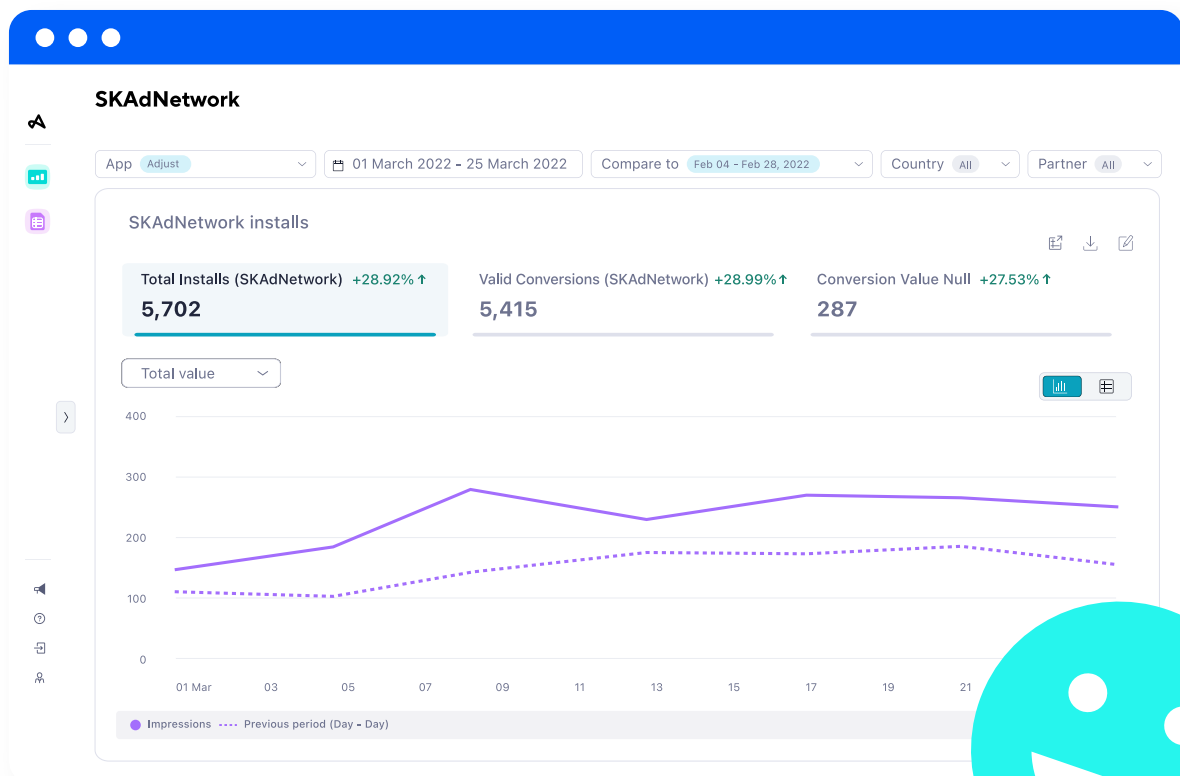 SKAdNetwork
App Adjust 01 March 2022 - 25 March 2022 Compare to Feb 04 - Feb 28, 2022 Country All Partner All
SKAdNetwork installs
Total Installs (SKAdNetwork) +28.92% Valid Conversions (SKAdNetwork) +28.99% Conversion Value Null +27.53%
5,702 5,415 287
Total value
400
300
200
100
0
01 Mar 03 05 07 09 11 13 15 17 19 21
Impressions Previous period (Day - Day)